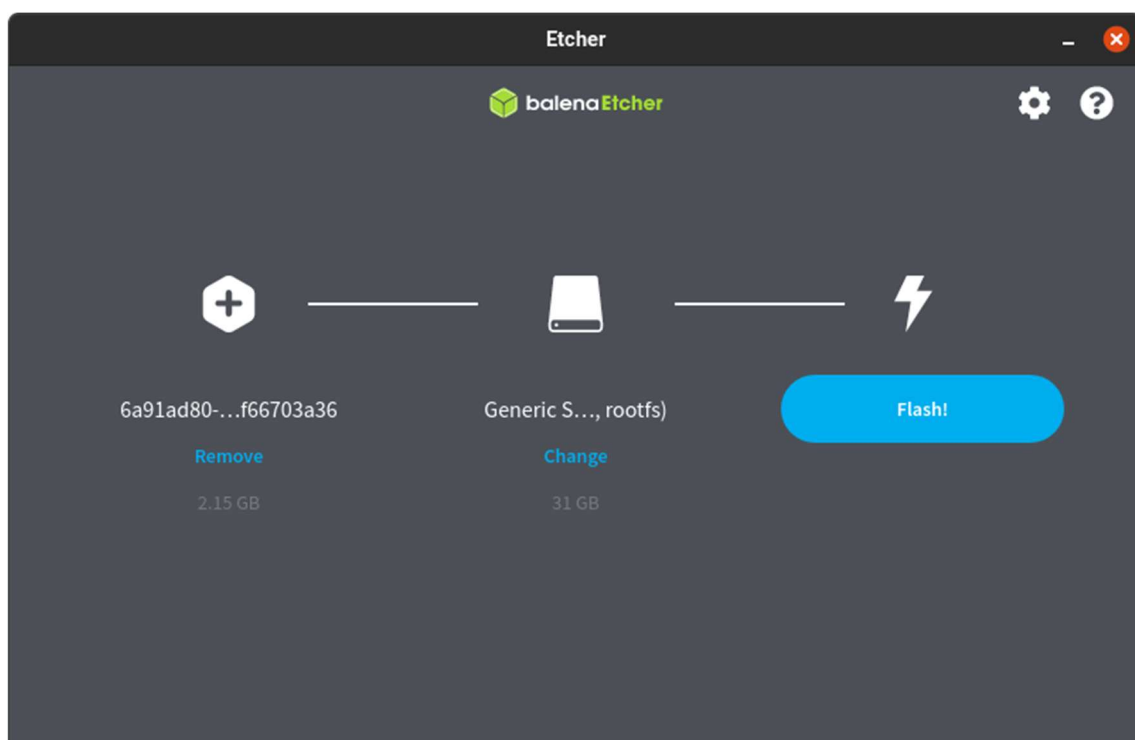 Etcher
balenaEtcher
6a91ad80-...f66703a36
Remove
2.15 GB
Generic S..., rootfs)
Change
31 GB
Flash!